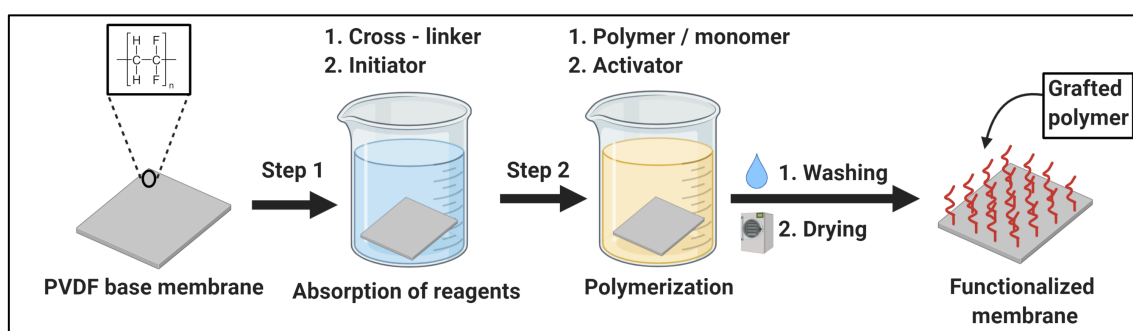 H F
C C
H F
n
1. Cross - linker
2. Initiator
1. Polymer / monomer
2. Activator
Grafted
polymer
Step 1
Step 2
1. Washing
2. Drying
PVDF base membrane
Absorption of reagents
Polymerization
Functionalized
membrane